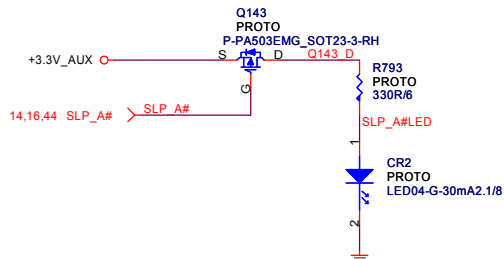 Q143
PROTO
P-PA503EMG_SOT23-3-RH
+3.3V_AUX
S
D
Q143_D
G
R793
PROTO
330R/6
14,16,44 SLP_A#
SLP_A#
SLP_A#LED
1
CR2
PROTO
LED04-G-30mA2.1/8
2